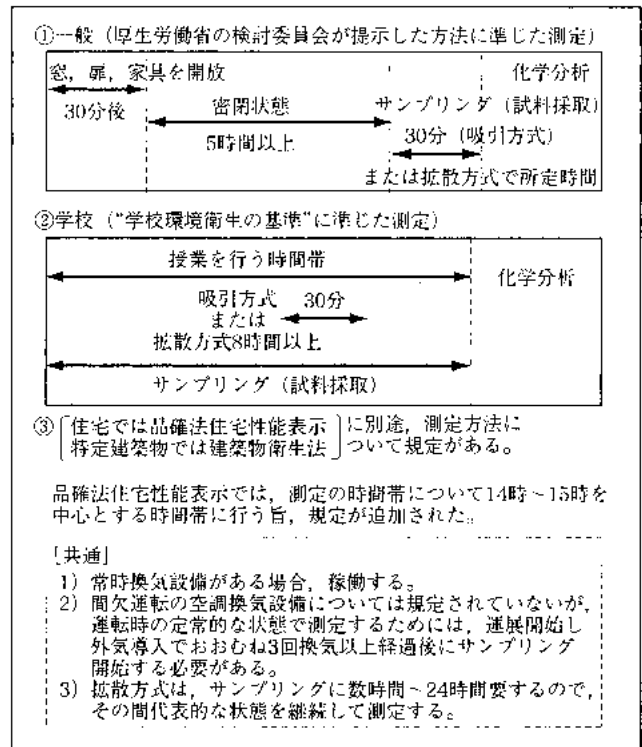 ①一般（厚生労働省の検討委員会が提示した方法に準じた測定）
窓，扉，家具を開放
化学分析
30分後
密閉状態
サンプリング（試料採取）
5時間以上
30分（吸引方式）
または拡散方式で所定時間
②学校（“学校環境衛生の基準”に準じた測定）
授業を行う時間帯
化学分析
吸引方式 30分
または
拡散方式8時間以上
サンプリング（試料採取）
③〔住宅では品確法住宅性能表示 特定建築物では建築物衛生法〕に別途，測定方法に
ついて規定がある。
品確法住宅性能表示では，測定の時間帯について14時～15時を
中心とする時間帯に行う旨，規定が追加された。
［共通］
1）常時換気設備がある場合，稼働する。
2）間欠運転の空調換気設備については規定されていないが，
運転時の定常的な状態で測定するためには，運展開始し
外気導入でおおむね3回換気以上経過後にサンプリング
開始する必要がある。
3）拡散方式は，サンプリングに数時間～24時間要するので，
その間代表的な状態を継続して測定する。